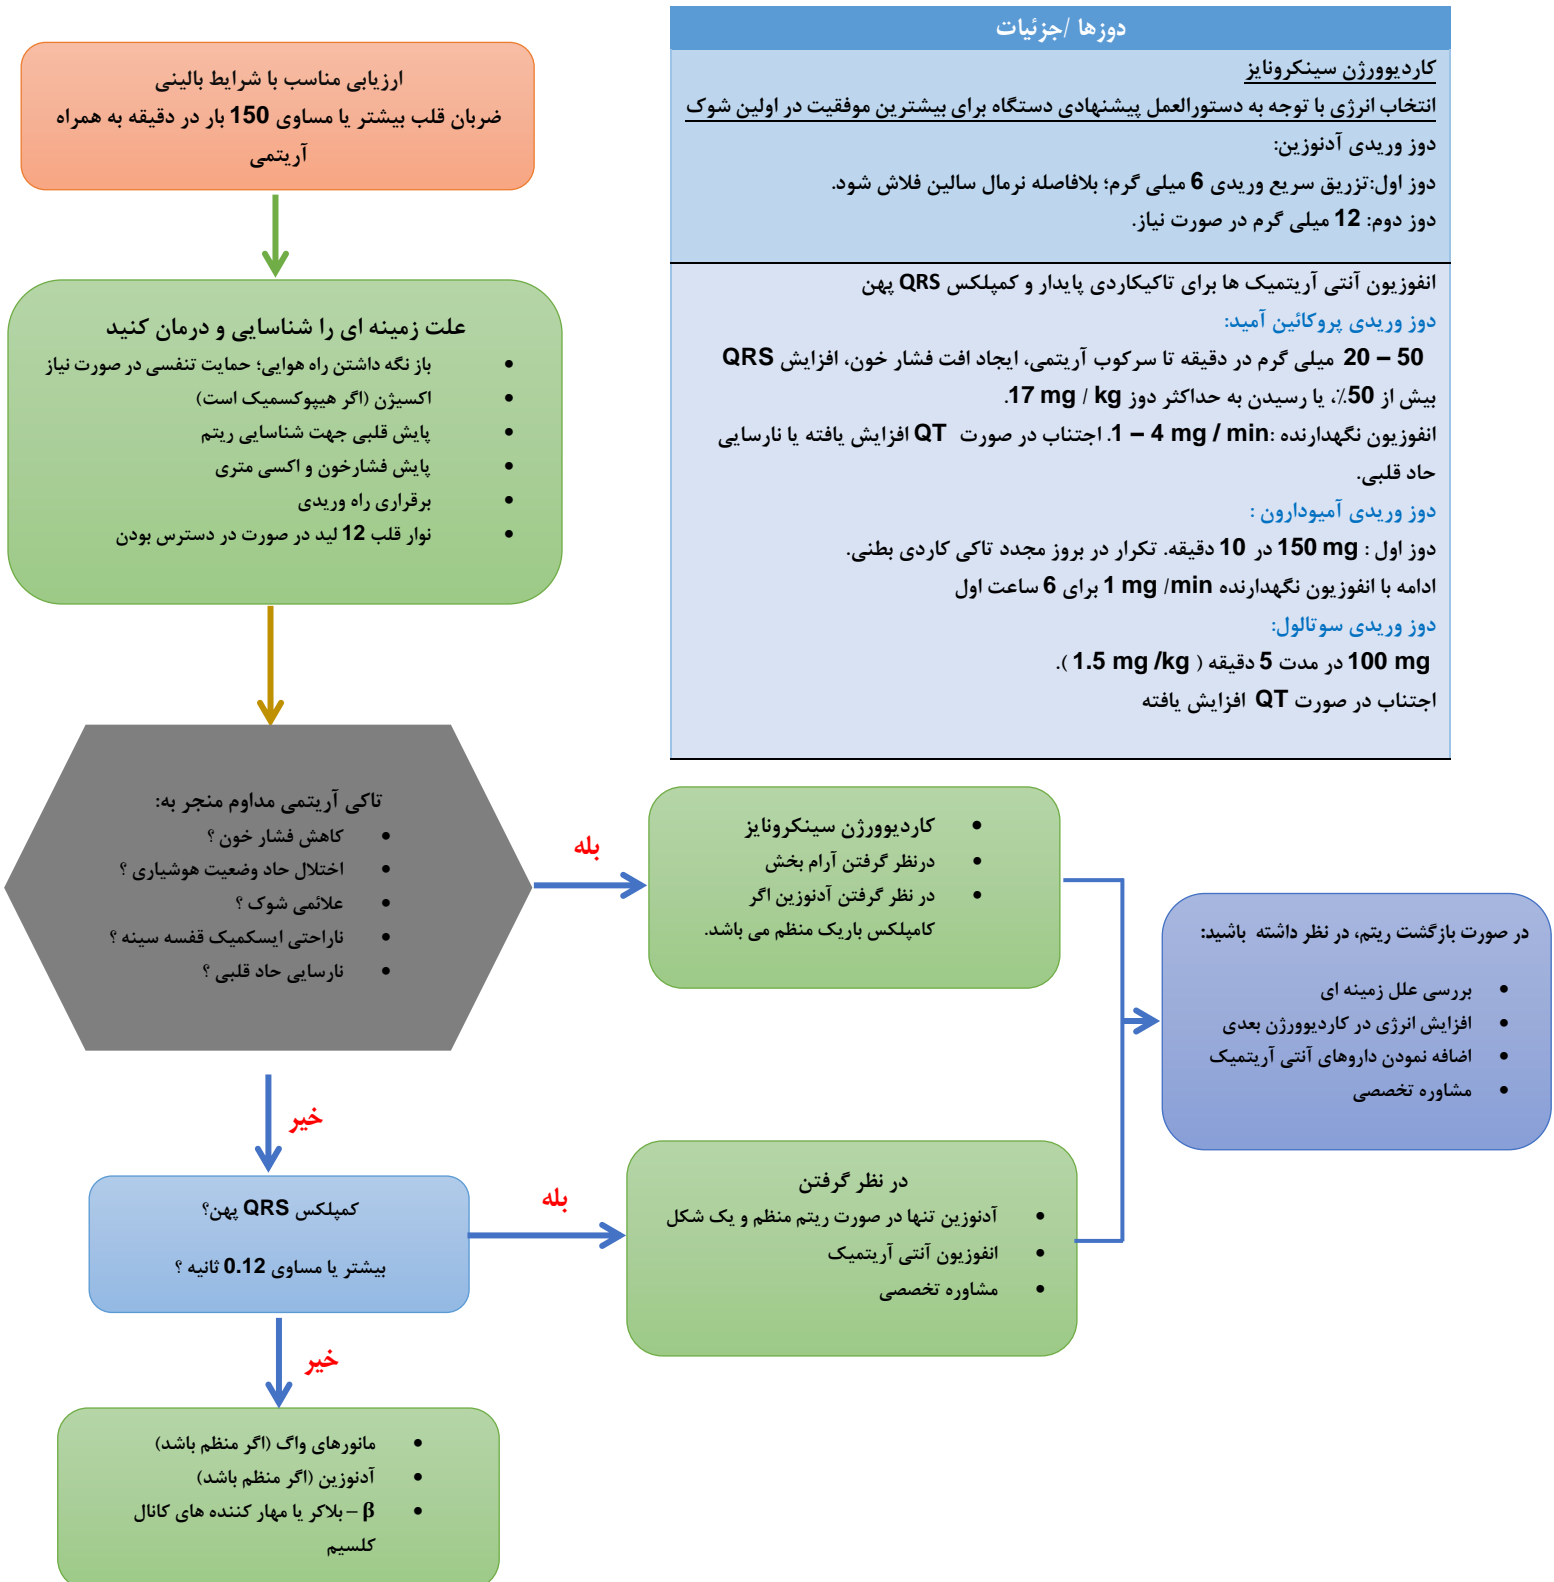 دوزها /جزئیات
کاردیوورژن سینکرونایز
انتخاب انرژی با توجه به دستورالعمل پیشنهادی دستگاه برای بیشترین موفقیت در اولین شوک
دوز وریدی آدنوزین:
دوز اول:تزریق سریع وریدی 6 میلی گرم؛ بلافاصله نرمال سالین فلاش شود.
دوز دوم: 12 میلی گرم در صورت نیاز.
انفوزیون آنتی آریتمیک ها برای تاکیکاردی پایدار و کمپلکس QRS پهن
دوز وریدی پروکائین آمید:
20 – 50 میلی گرم در دقیقه تا سرکوب آریتمی، ایجاد افت فشار خون، افزایش QRS
بیش از 50٪، یا رسیدن به حداکثر دوز 17 mg / kg.
انفوزیون نگهدارنده :1 – 4 mg / min. اجتناب در صورت QT افزایش یافته یا نارسایی
حاد قلبی.
دوز وریدی آمیودارون :
دوز اول : 150 mg در 10 دقیقه. تکرار در بروز مجدد تاکی کاردی بطنی.
ادامه با انفوزیون نگهدارنده 1 mg /min برای 6 ساعت اول
دوز وریدی سوتالول:
100 mg در مدت 5 دقیقه ( 1.5 mg /kg ).
اجتناب در صورت QT افزایش یافته
ارزیابی مناسب با شرایط بالینی
ضربان قلب بیشتر یا مساوی 150 بار در دقیقه به همراه
آریتمی
علت زمینه ای را شناسایی و درمان کنید
• باز نگه داشتن راه هوایی؛ حمایت تنفسی در صورت نیاز
• اکسیژن (اگر هیپوکسمیک است)
• پایش قلبی جهت شناسایی ریتم
• پایش فشارخون و اکسی متری
• برقراری راه وریدی
• نوار قلب 12 لید در صورت در دسترس بودن
تاکی آریتمی مداوم منجر به:
• کاهش فشار خون ؟
• اختلال حاد وضعیت هوشیاری ؟
• علائمی شوک ؟
• ناراحتی ایسکمیک قفسه سینه ؟
• نارسایی حاد قلبی ؟
بله
• کاردیوورژن سینکرونایز
• درنظر گرفتن آرام بخش
• در نظر گرفتن آدنوزین اگر
کامپلکس باریک منظم می باشد.
در صورت بازگشت ریتم، در نظر داشته باشید:
• بررسی علل زمینه ای
• افزایش انرژی در کاردیوورژن بعدی
• اضافه نمودن داروهای آنتی آریتمیک
• مشاوره تخصصی
خیر
کمپلکس QRS پهن؟
بیشتر یا مساوی 0.12 ثانیه ؟
بله
در نظر گرفتن
• آدنوزین تنها در صورت ریتم منظم و یک شکل
• انفوزیون آنتی آریتمیک
• مشاوره تخصصی
خیر
• مانورهای واگ (اگر منظم باشد)
• آدنوزین (اگر منظم باشد)
• β – بلاکر یا مهار کننده های کانال
کلسیم